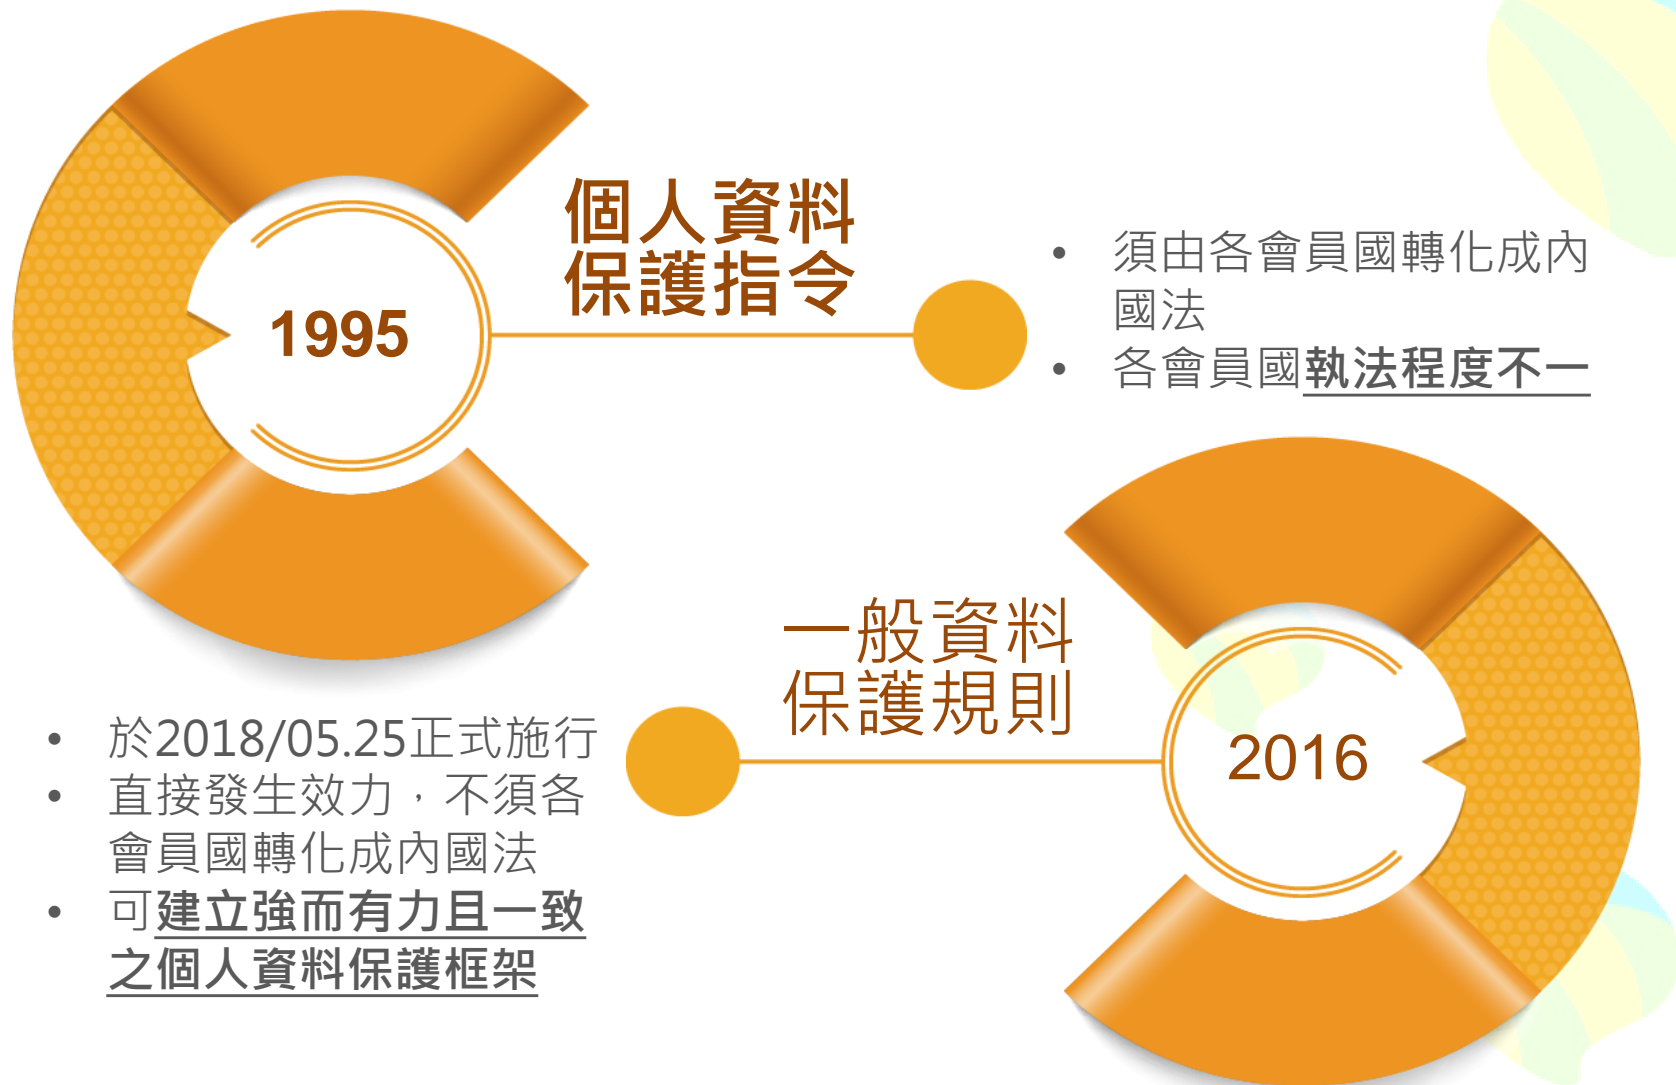 1995
個人資料
保護指令
• 須由各會員國轉化成內
國法
• 各會員國執法程度不一
一般資料
保護規則
2016
• 於2018/05.25正式施行
• 直接發生效力，不須各
會員國轉化成內國法
• 可建立強而有力且一致
之個人資料保護框架